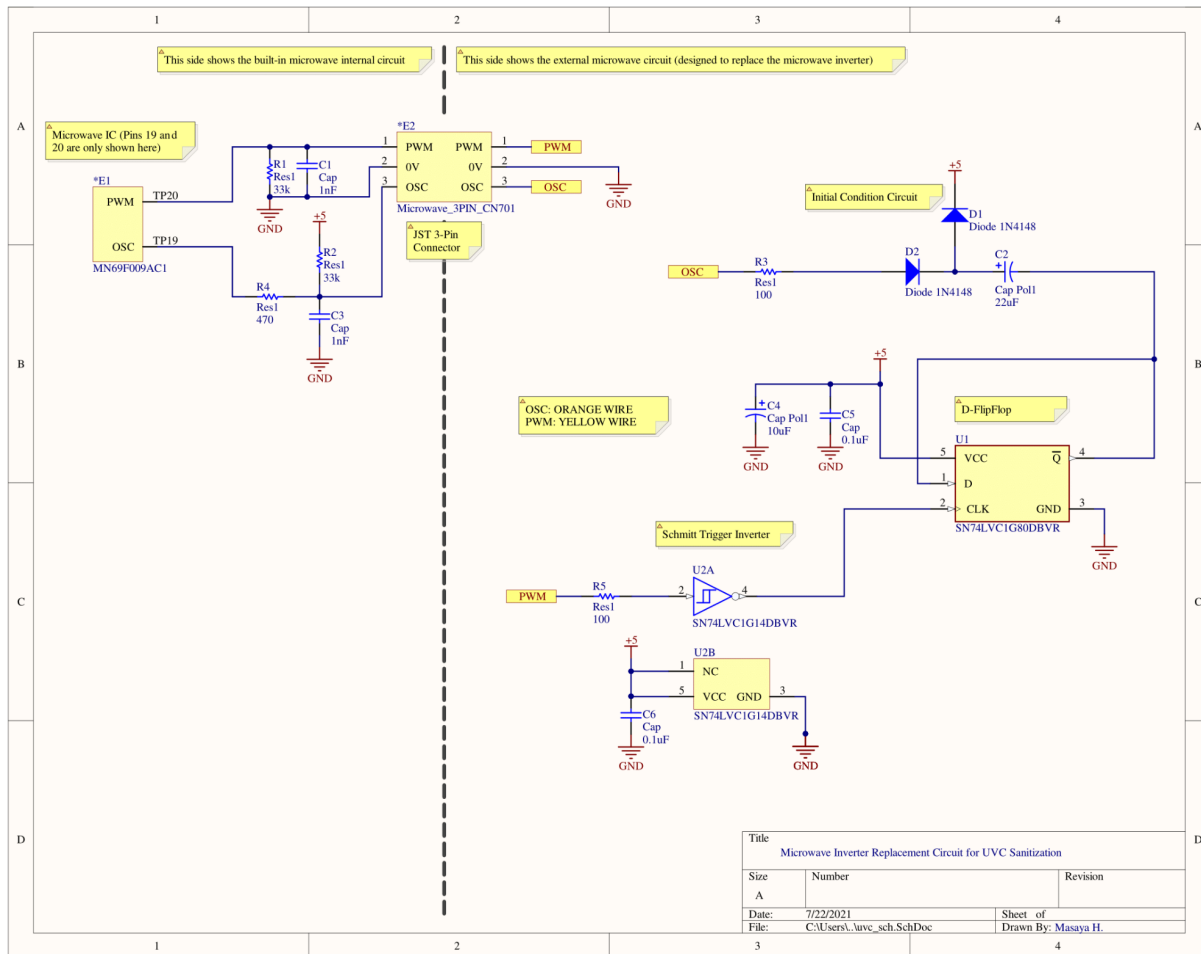 1 2 3 4
This side shows the built-in microwave internal circuit
This side shows the external microwave circuit (designed to replace the microwave inverter)
A A
Microwave IC (Pins 19 and
20 are only shown here)
*E1
PWM
OSC
TP20
TP19
MN69F009AC1
R1
Res1
33k
C1
Cap
1nF
GND
+5
R2
Res1
33k
R4
Res1
470
C3
Cap
1nF
GND
*E2
1 PWM PWM 1
2 0V 0V 2
3 OSC OSC 3
Microwave_3PIN_CN701
PWM
OSC
GND
JST 3-Pin
Connector
Initial Condition Circuit
+5
D1
Diode 1N4148
OSC
R3
Res1
100
D2
Diode 1N4148
C2
+
Cap Pol1
22uF
B B
OSC: ORANGE WIRE
PWM: YELLOW WIRE
+5
+
C4
Cap Pol1
10uF
GND
C5
Cap
0.1uF
GND
D-FlipFlop
U1
5 VCC Q 4
1 D
2 CLK GND 3
SN74LVC1G80DBVR
GND
Schmitt Trigger Inverter
C C
PWM
R5
Res1
100
U2A
2 4
SN74LVC1G14DBVR
+5
U2B
1 NC
5 VCC GND 3
SN74LVC1G14DBVR
C6
Cap
0.1uF
GND
GND
D D
Title
Microwave Inverter Replacement Circuit for UVC Sanitization
Size Number Revision
A
Date: 7/22/2021 Sheet of
File: C:\Users\..\uvc_sch.SchDoc Drawn By: Masaya H.
1 2 3 4